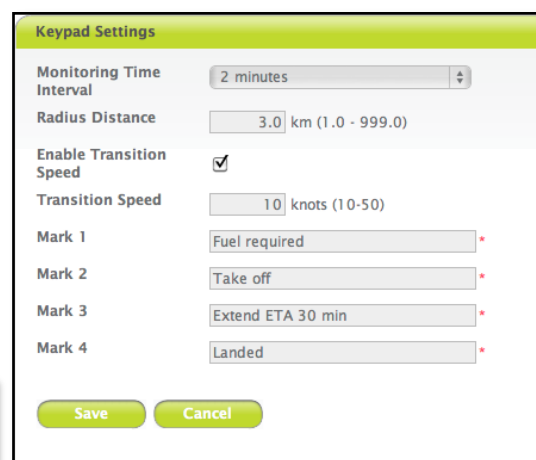 Keypad Settings
Monitoring Time
Interval
2 minutes
Radius Distance
3.0 km (1.0 - 999.0)
Enable Transition
Speed
Transition Speed
10 knots (10-50)
Mark 1
Fuel required *
Mark 2
Take off *
Mark 3
Extend ETA 30 min *
Mark 4
Landed *
Save Cancel